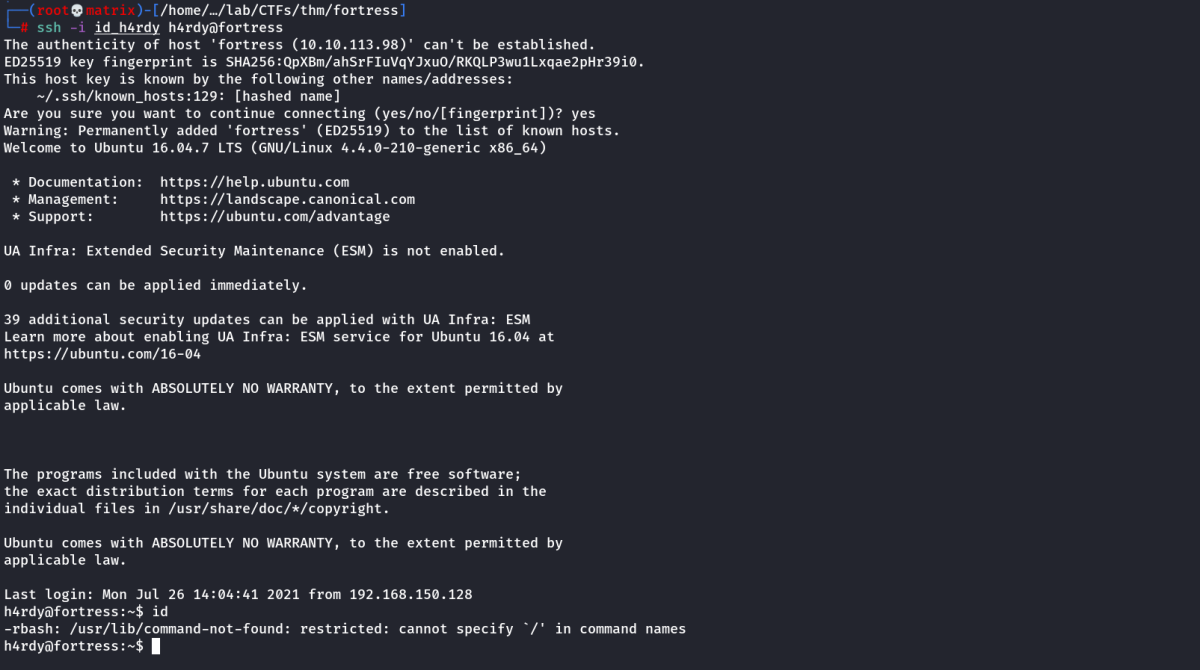 ┌──(root💀matrix)-[/home/…/lab/CTFs/thm/fortress]
└─# ssh -i id_h4rdy h4rdy@fortress
The authenticity of host 'fortress (10.10.113.98)' can't be established.
ED25519 key fingerprint is SHA256:QpXBm/ahSrFIuVqYJxuO/RKQLP3wu1Lxqae2pHr39i0.
This host key is known by the following other names/addresses:
    ~/.ssh/known_hosts:129: [hashed name]
Are you sure you want to continue connecting (yes/no/[fingerprint])? yes
Warning: Permanently added 'fortress' (ED25519) to the list of known hosts.
Welcome to Ubuntu 16.04.7 LTS (GNU/Linux 4.4.0-210-generic x86_64)

 * Documentation:  https://help.ubuntu.com
 * Management:     https://landscape.canonical.com
 * Support:        https://ubuntu.com/advantage

UA Infra: Extended Security Maintenance (ESM) is not enabled.

0 updates can be applied immediately.

39 additional security updates can be applied with UA Infra: ESM
Learn more about enabling UA Infra: ESM service for Ubuntu 16.04 at
https://ubuntu.com/16-04

Ubuntu comes with ABSOLUTELY NO WARRANTY, to the extent permitted by
applicable law.

The programs included with the Ubuntu system are free software;
the exact distribution terms for each program are described in the
individual files in /usr/share/doc/*/copyright.

Ubuntu comes with ABSOLUTELY NO WARRANTY, to the extent permitted by
applicable law.

Last login: Mon Jul 26 14:04:41 2021 from 192.168.150.128
h4rdy@fortress:~$ id
-rbash: /usr/lib/command-not-found: restricted: cannot specify `/' in command names
h4rdy@fortress:~$